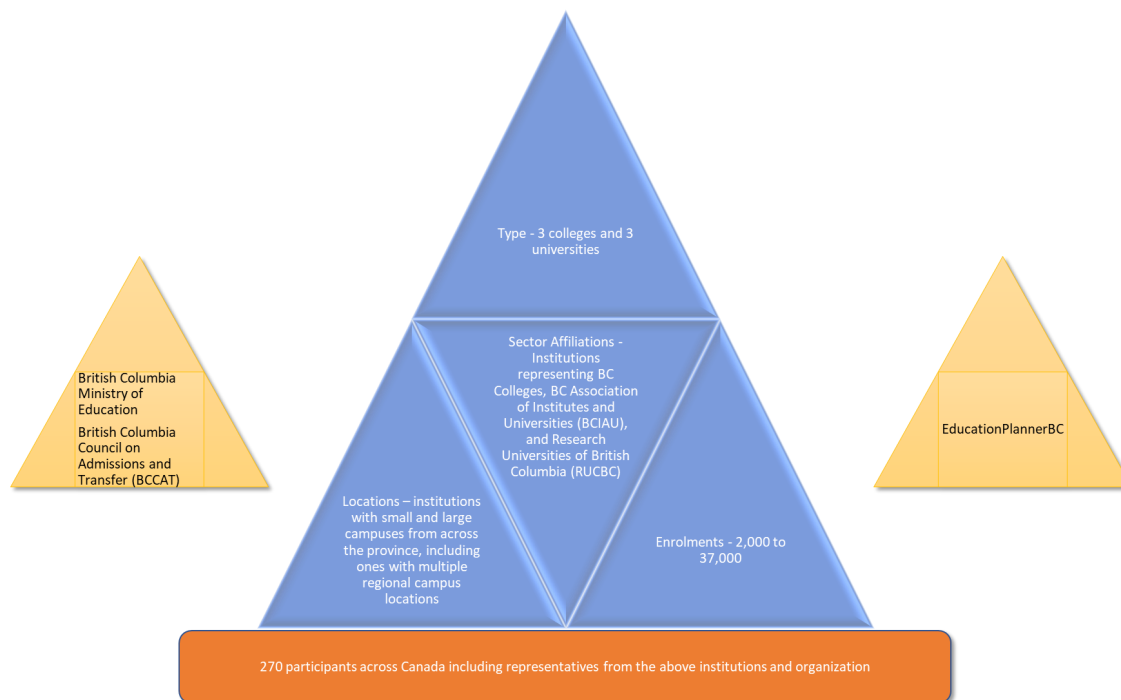 Type - 3 colleges and 3
universities
Sector Affiliations -
Institutions
representing BC
Colleges, BC Association
of Institutes and
Universities (BCIAU),
and Research
Universities of British
Columbia (RUCBC)
British Columbia
Ministry of
Education
British Columbia
Council on
Admissions and
Transfer (BCCAT)
EducationPlannerBC
Locations – institutions
with small and large
campuses from across
the province, including
ones with multiple
regional campus
locations
Enrolments - 2,000 to
37,000
270 participants across Canada including representatives from the above institutions and organization